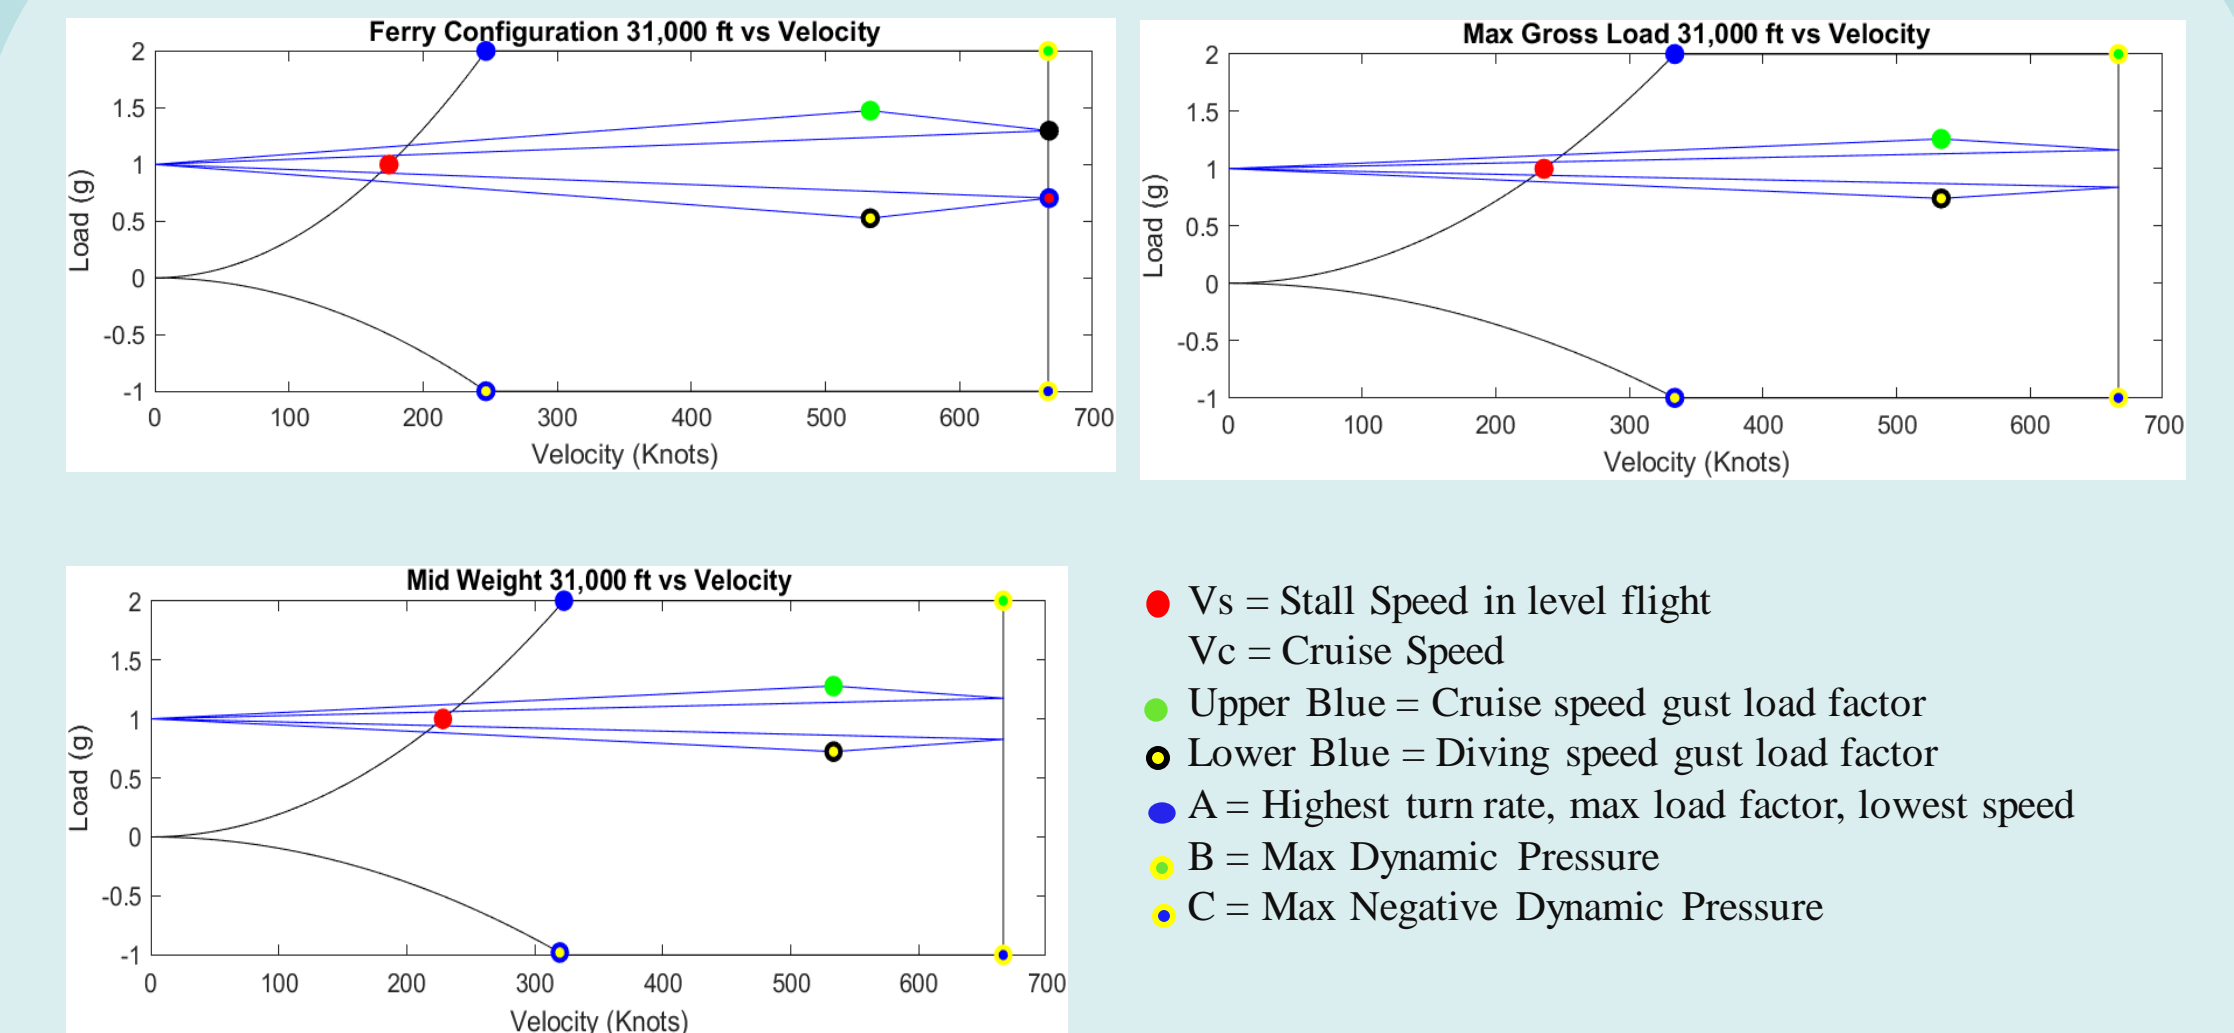 Ferry Configuration 31,000 ft vs Velocity
2
1.5
1
0.5
0
-0.5
-1
Load (g)
0 100 200 300 400 500 600 700
Velocity (Knots)
Max Gross Load 31,000 ft vs Velocity
2
1.5
1
0.5
0
-0.5
-1
Load (g)
0 100 200 300 400 500 600 700
Velocity (Knots)
Mid Weight 31,000 ft vs Velocity
2
1.5
1
0.5
0
-0.5
-1
Load (g)
0 100 200 300 400 500 600 700
Velocity (Knots)
Vs = Stall Speed in level flight
Vc = Cruise Speed
Upper Blue = Cruise speed gust load factor
Lower Blue = Diving speed gust load factor
A = Highest turn rate, max load factor, lowest speed
B = Max Dynamic Pressure
C = Max Negative Dynamic Pressure